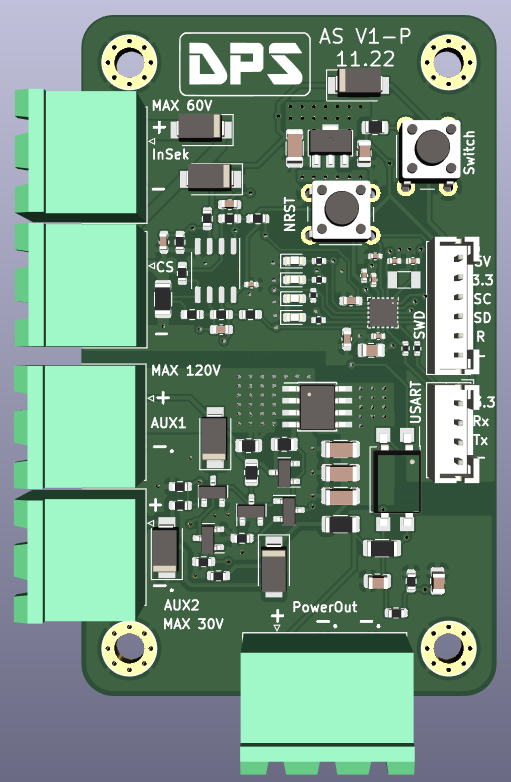 DPS
AS V1-P
11.22
MAX 60V
+
InSek
-
Switch
NRST
CS
-
5V
3.3
SC
SD
R
-
SWD
MAX 120V
+
AUX1
-.
USART
3.3
Rx
Tx
-
+
-.
AUX2
MAX 30V
PowerOut
+
-.
-.